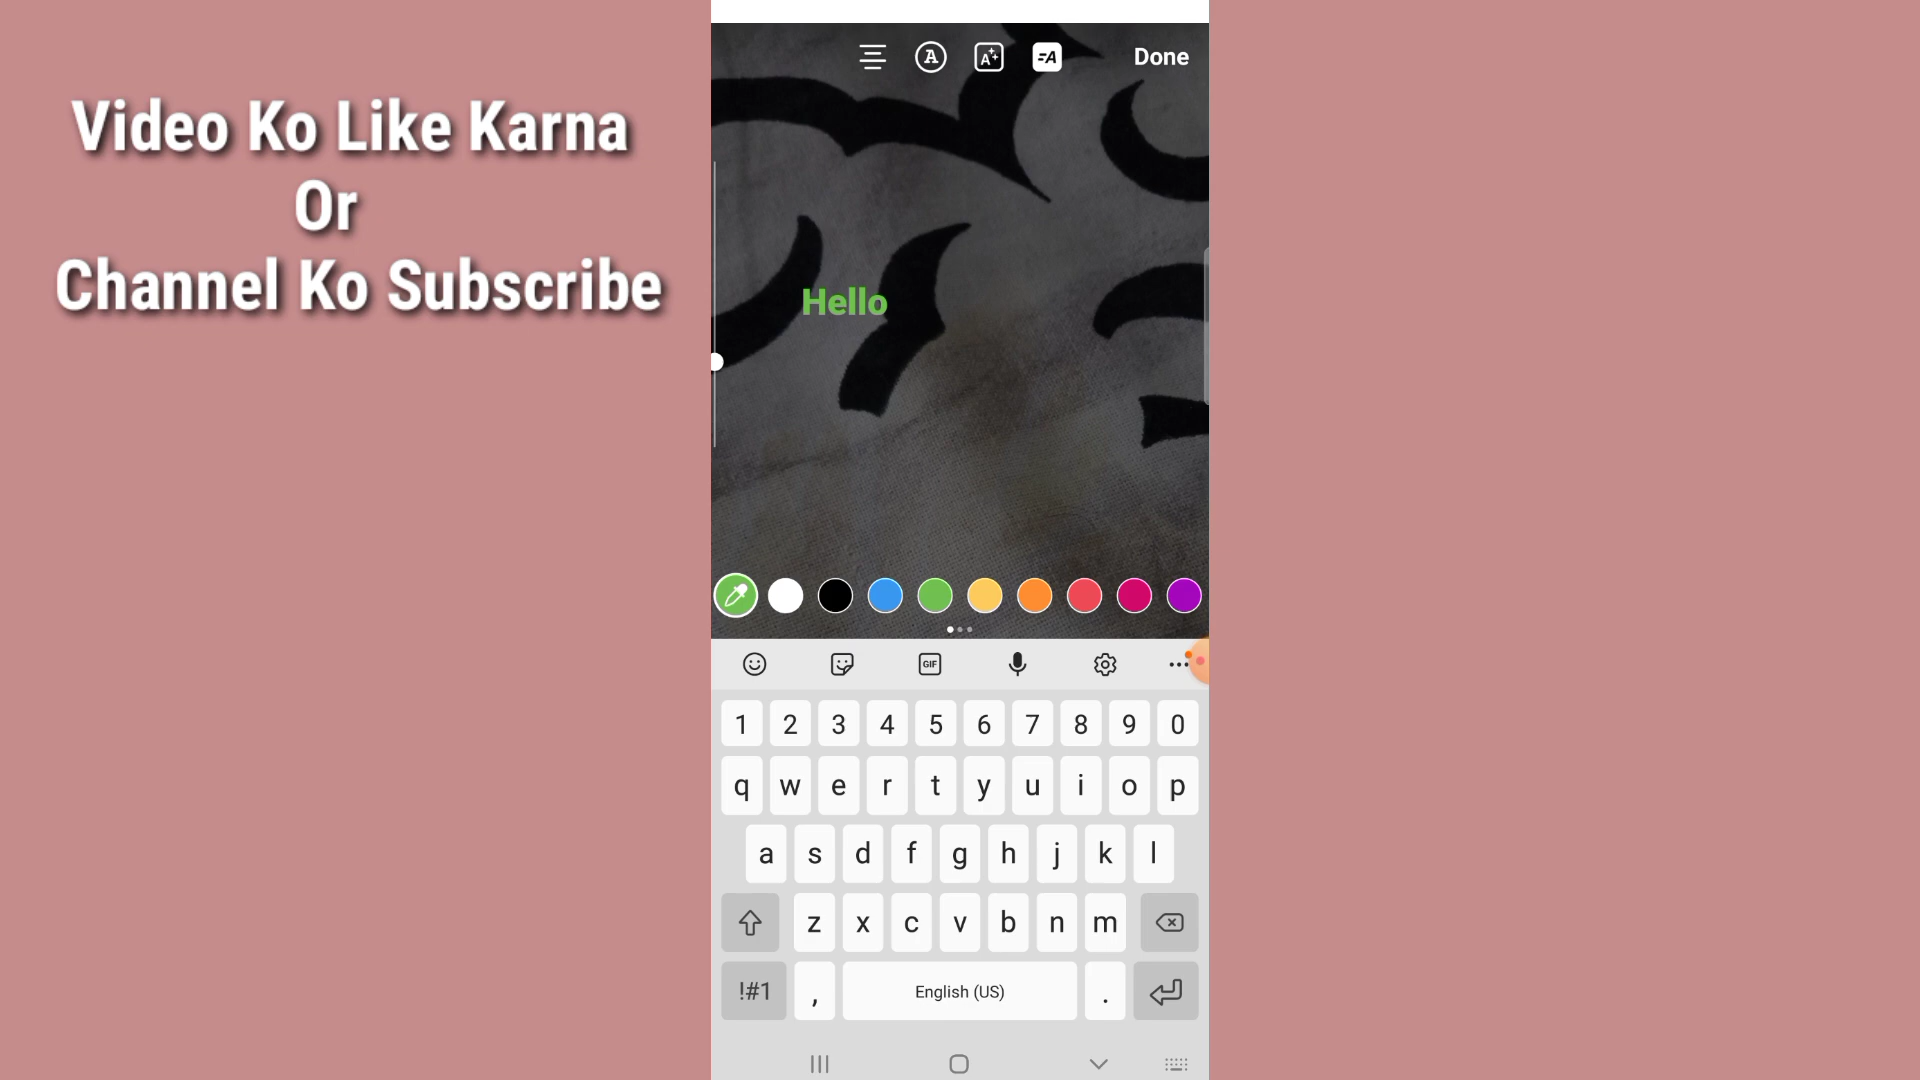 Video Ko Like Karna
Or
Channel Ko Subscribe
A A+ =A Done
Hello
GIF
1 2 3 4 5 6 7 8 9 0
q w e r t y u i o p
a s d f g h j k l
z x c v b n m
!#1 , English (US) .